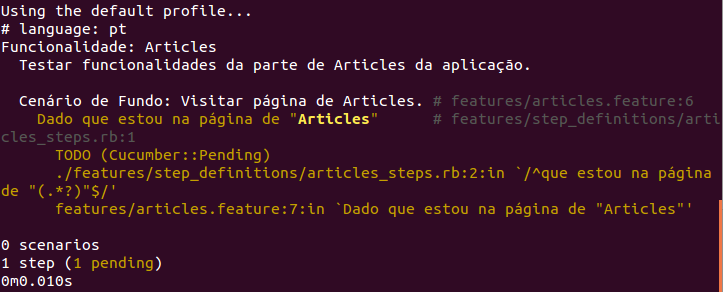 Using the default profile...
# language: pt
Funcionalidade: Articles
  Testar funcionalidades da parte de Articles da aplicação.

  Cenário de Fundo: Visitar página de Articles. # features/articles.feature:6
    Dado que estou na página de "Articles"      # features/step_definitions/arti
cles_steps.rb:1
      TODO (Cucumber::Pending)
      ./features/step_definitions/articles_steps.rb:2:in `/^que estou na página
de "(.*?)"$/'
      features/articles.feature:7:in `Dado que estou na página de "Articles"'

0 scenarios
1 step (1 pending)
0m0.010s